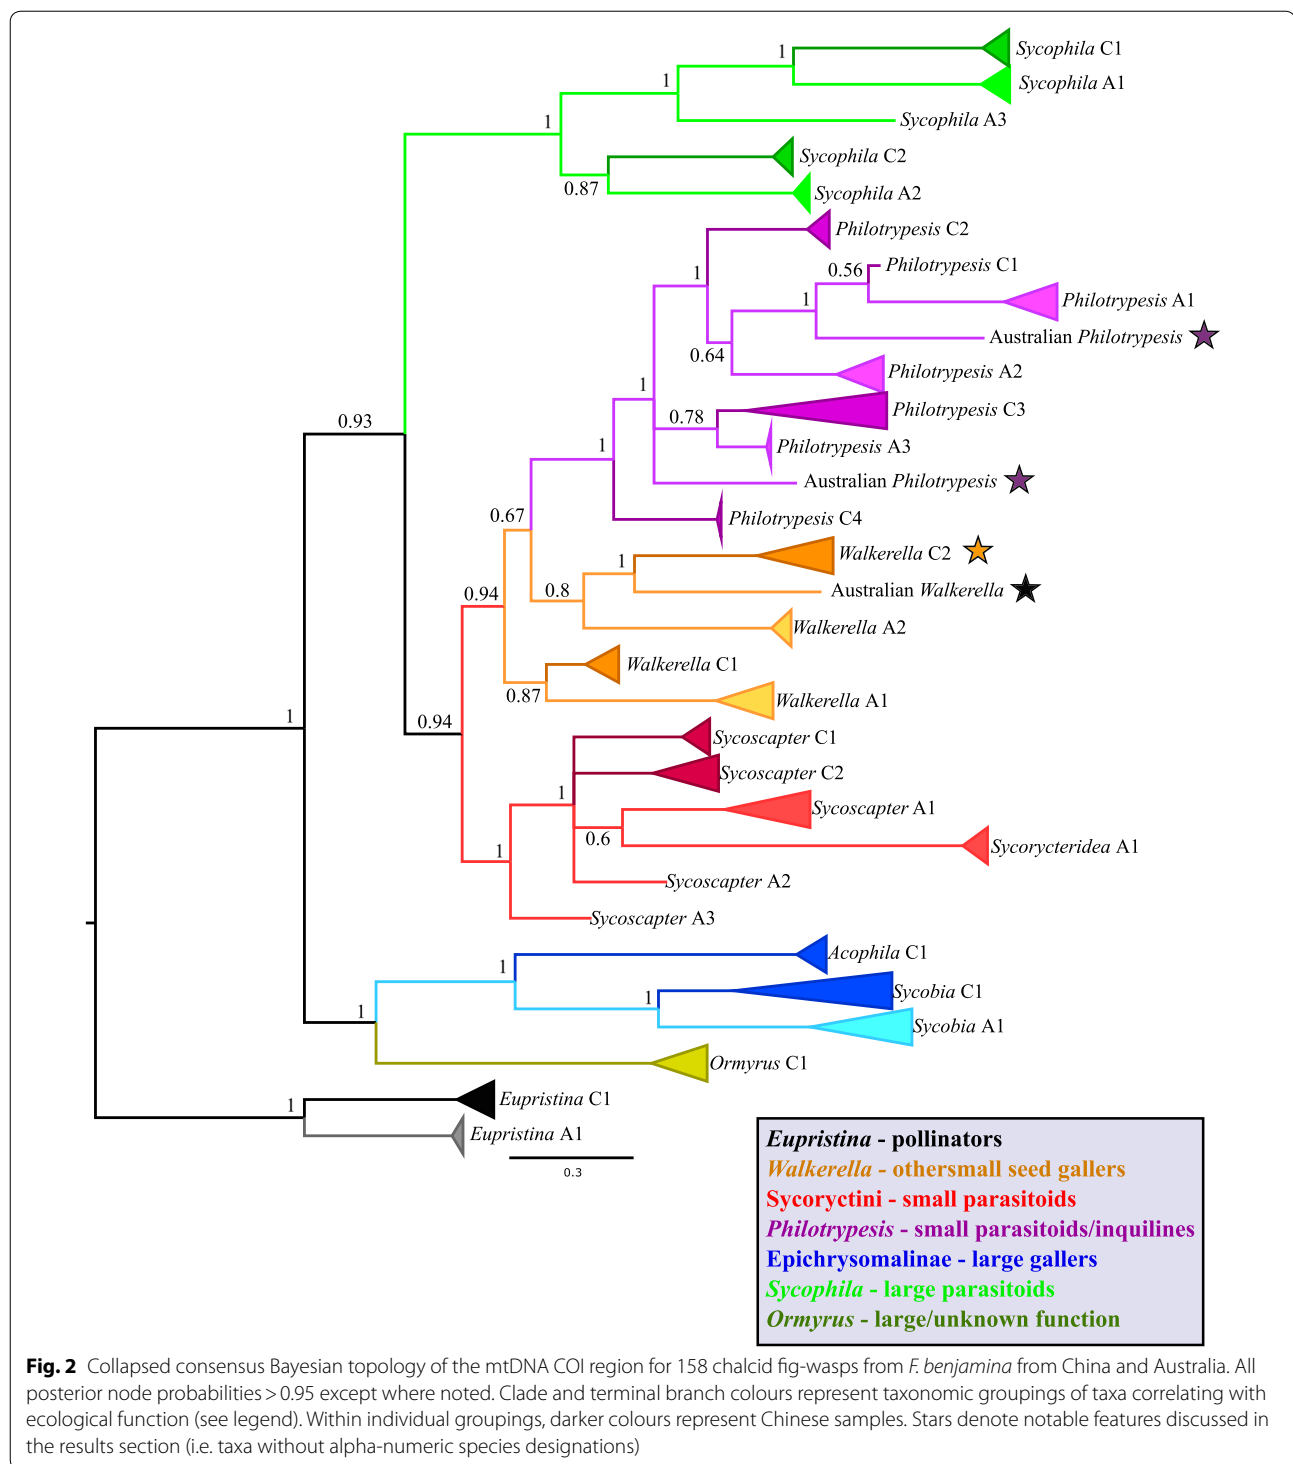 1
Sycophila C1
1
Sycophila A1
1
Sycophila A3
Sycophila C2
0.87
Sycophila A2
Philotrypesis C2
1
0.56
Philotrypesis C1
1
Philotrypesis A1
Australian Philotrypesis
0.64
Philotrypesis A2
1
Philotrypesis C3
0.78
1
Philotrypesis A3
Australian Philotrypesis
0.67
Philotrypesis C4
0.93
1
Walkerella C2
0.8
Australian Walkerella
0.94
Walkerella A2
Walkerella C1
0.87
Walkerella A1
1
0.94
Sycoscapter C1
Sycoscapter C2
1
Sycoscapter A1
0.6
Sycorycteridea A1
1
Sycoscapter A2
Sycoscapter A3
Acophila C1
1
Sycobia C1
1
1
Sycobia A1
Ormyrus C1
1
Eupristina C1
Eupristina A1
0.3
Eupristina - pollinators
Walkerella - othersmall seed gallers
Sycoryctini - small parasitoids
Philotrypesis - small parasitoids/inquilines
Epichrysomalinae - large gallers
Sycophila - large parasitoids
Ormyrus - large/unknown function
Fig. 2 Collapsed consensus Bayesian topology of the mtDNA COI region for 158 chalcid fig-wasps from F. benjamina from China and Australia. All
posterior node probabilities > 0.95 except where noted. Clade and terminal branch colours represent taxonomic groupings of taxa correlating with
ecological function (see legend). Within individual groupings, darker colours represent Chinese samples. Stars denote notable features discussed in
the results section (i.e. taxa without alpha-numeric species designations)